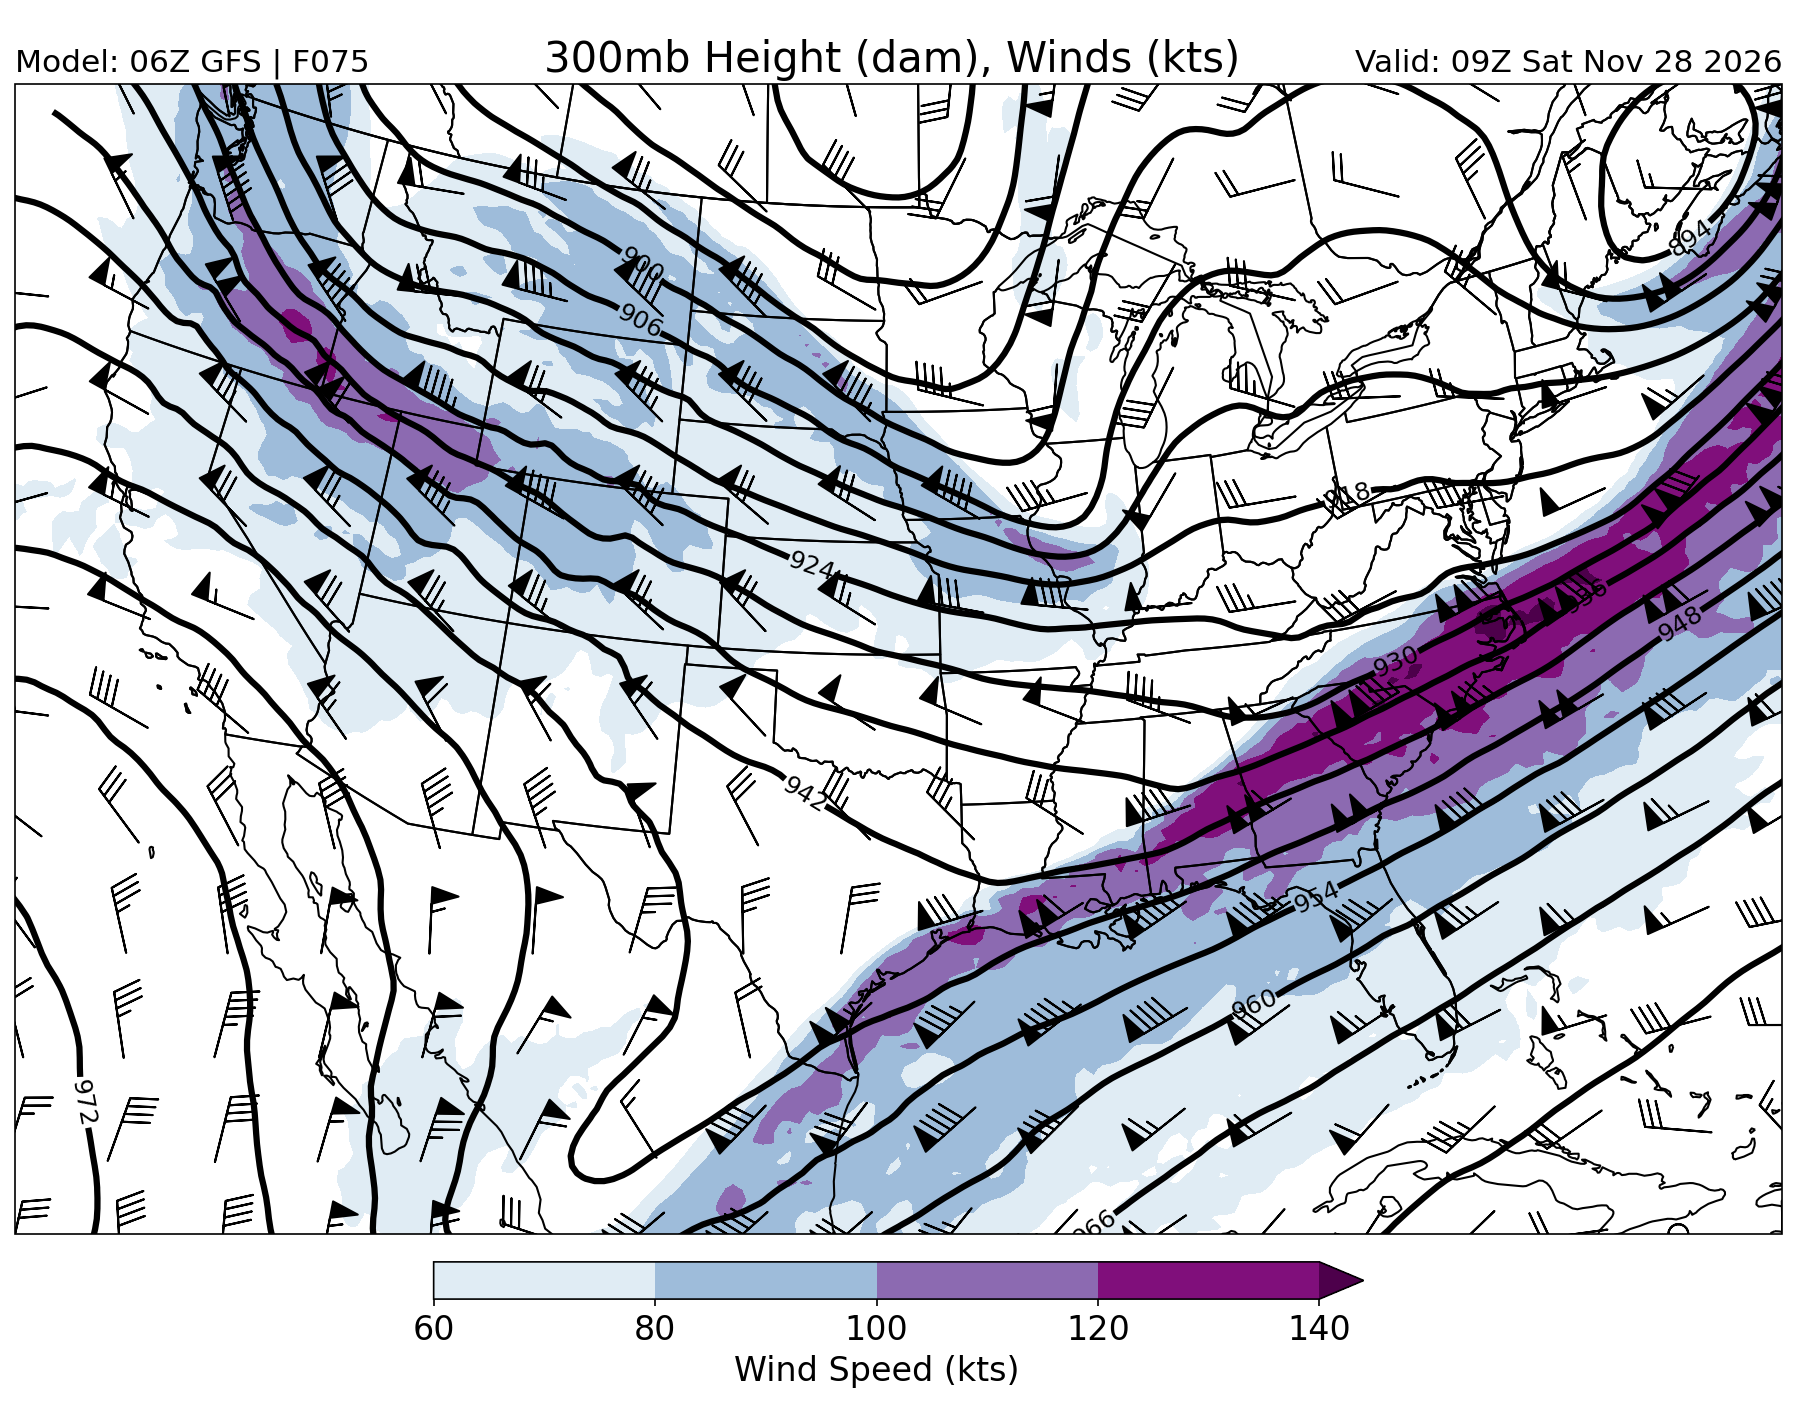 Model: 06Z GFS | F075
300mb Height (dam), Winds (kts)
Valid: 09Z Sat Nov 28 2026
894
900
906
918
924
936
948
930
942
954
960
972
966
60 80 100 120 140
Wind Speed (kts)